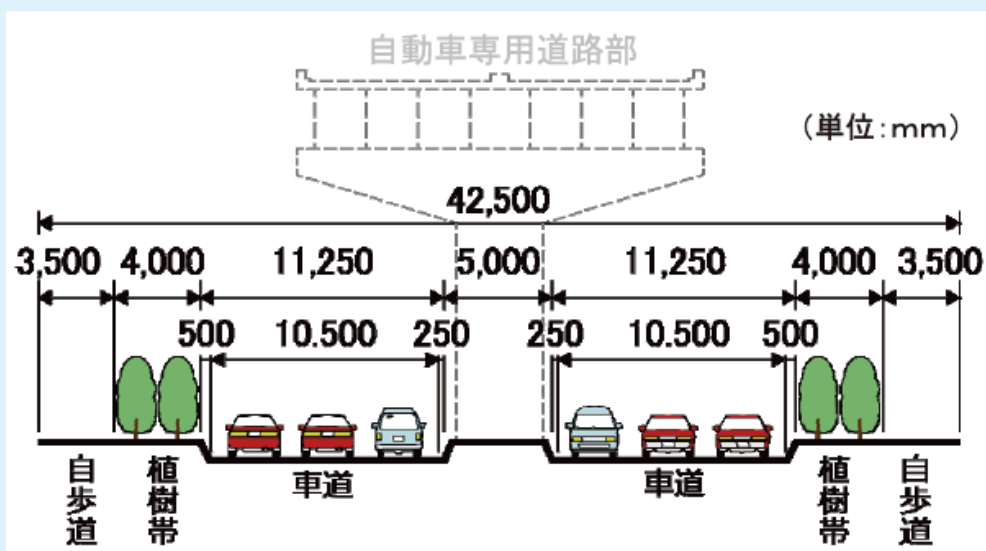 自動車専用道路部
（単位：mm）
42,500
3,500 4,000 11,250 5,000 11,250 4,000 3,500
500 10.500 250 250 10.500 500
自歩道 植樹帯 車道 車道 植樹帯 自歩道